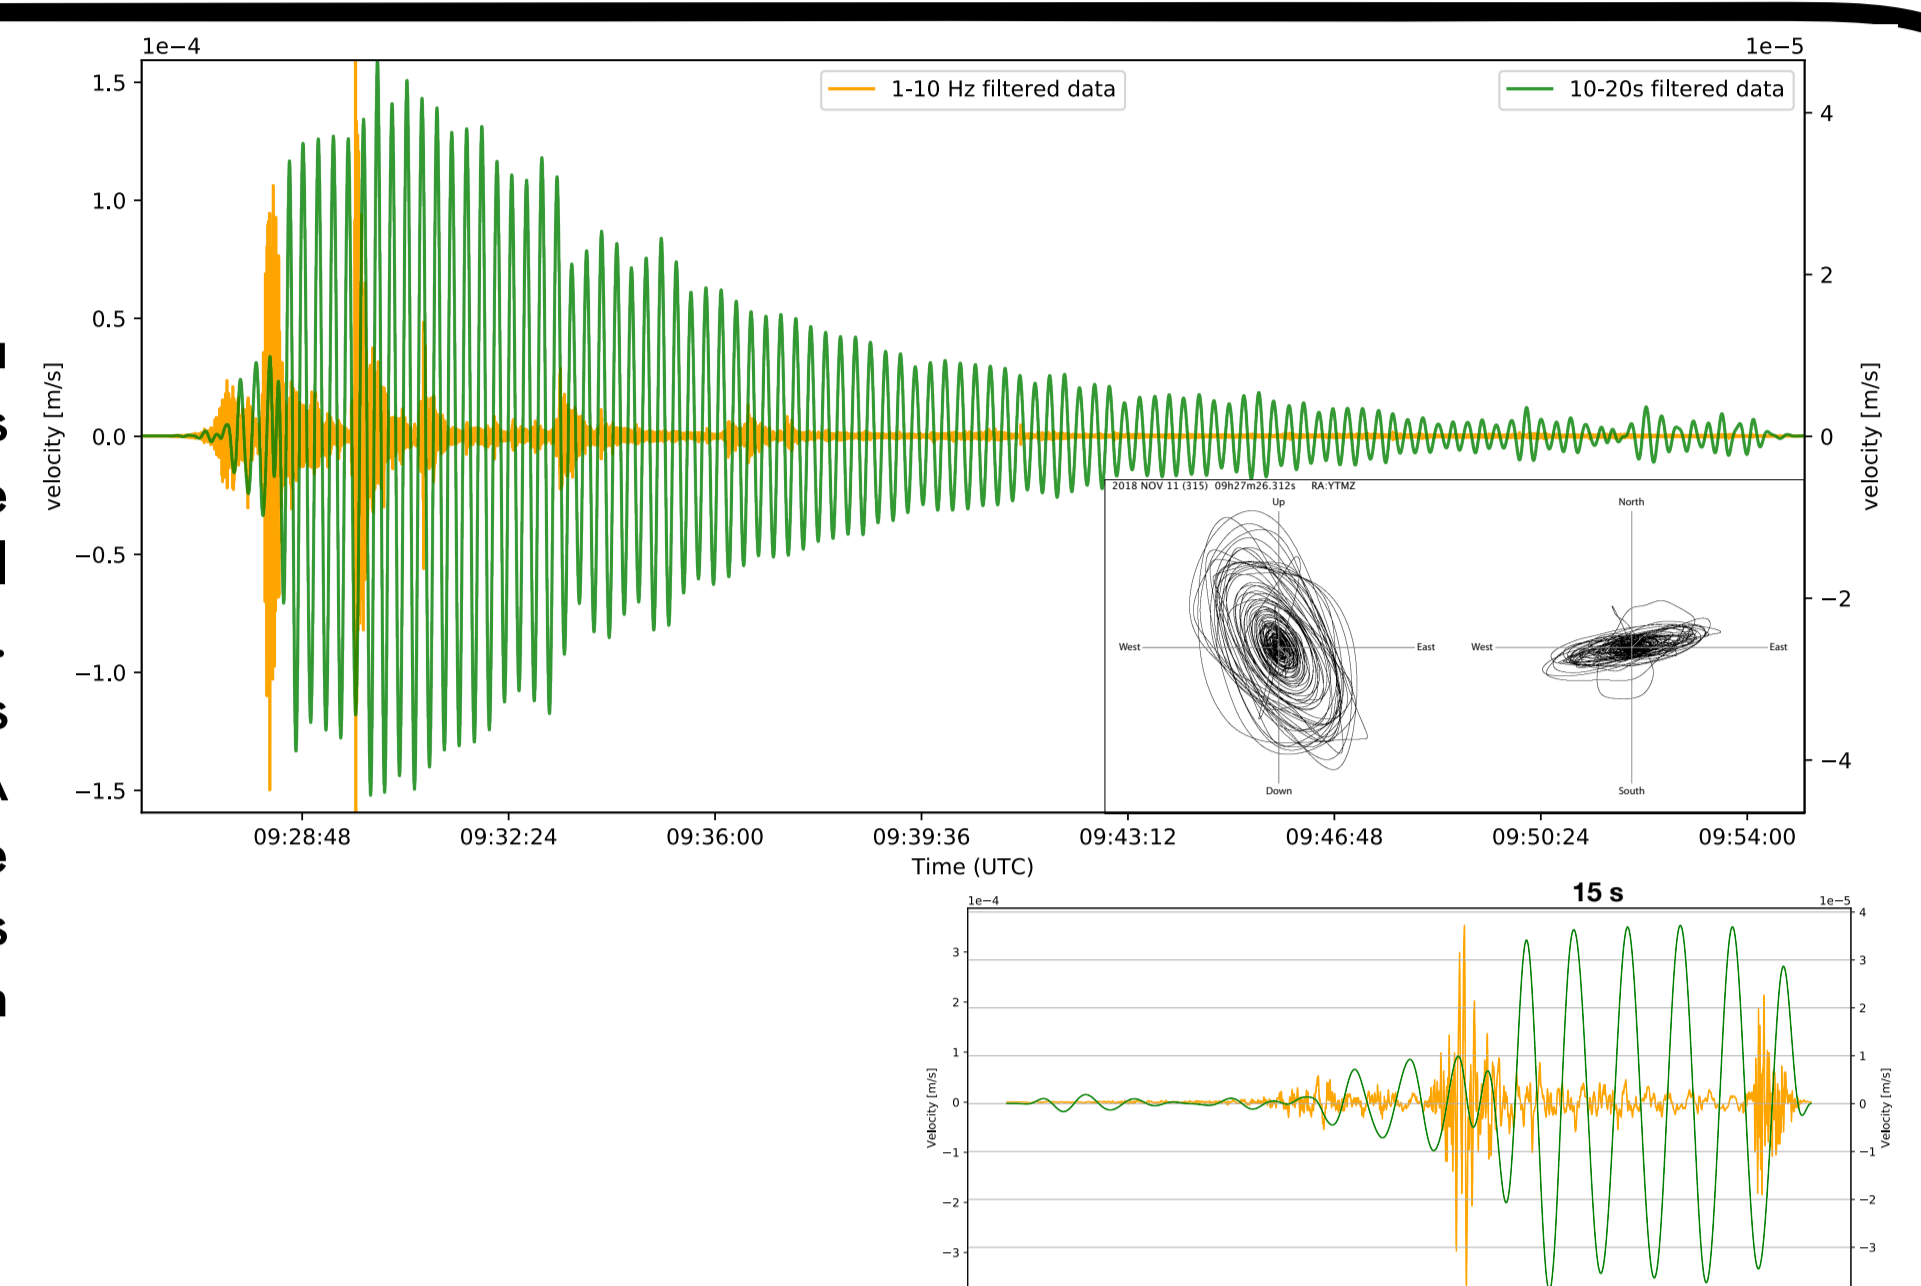 1e−4
1e−5
1-10 Hz filtered data
10-20s filtered data
1.5
1.0
0.5
0.0
−0.5
−1.0
−1.5
velocity [m/s]
4
2
0
−2
−4
velocity [m/s]
2018 NOV 11 (315) 09h27m26.312s RA:YTMZ
Up
North
West
East
West
East
Down
South
09:28:48 09:32:24 09:36:00 09:39:36 09:43:12 09:46:48 09:50:24 09:54:00
Time (UTC)
15 s
1e−4
1e−5
3
2
1
0
−1
−2
−3
Velocity [m/s]
4
3
2
1
0
−1
−2
−3
Velocity [m/s]